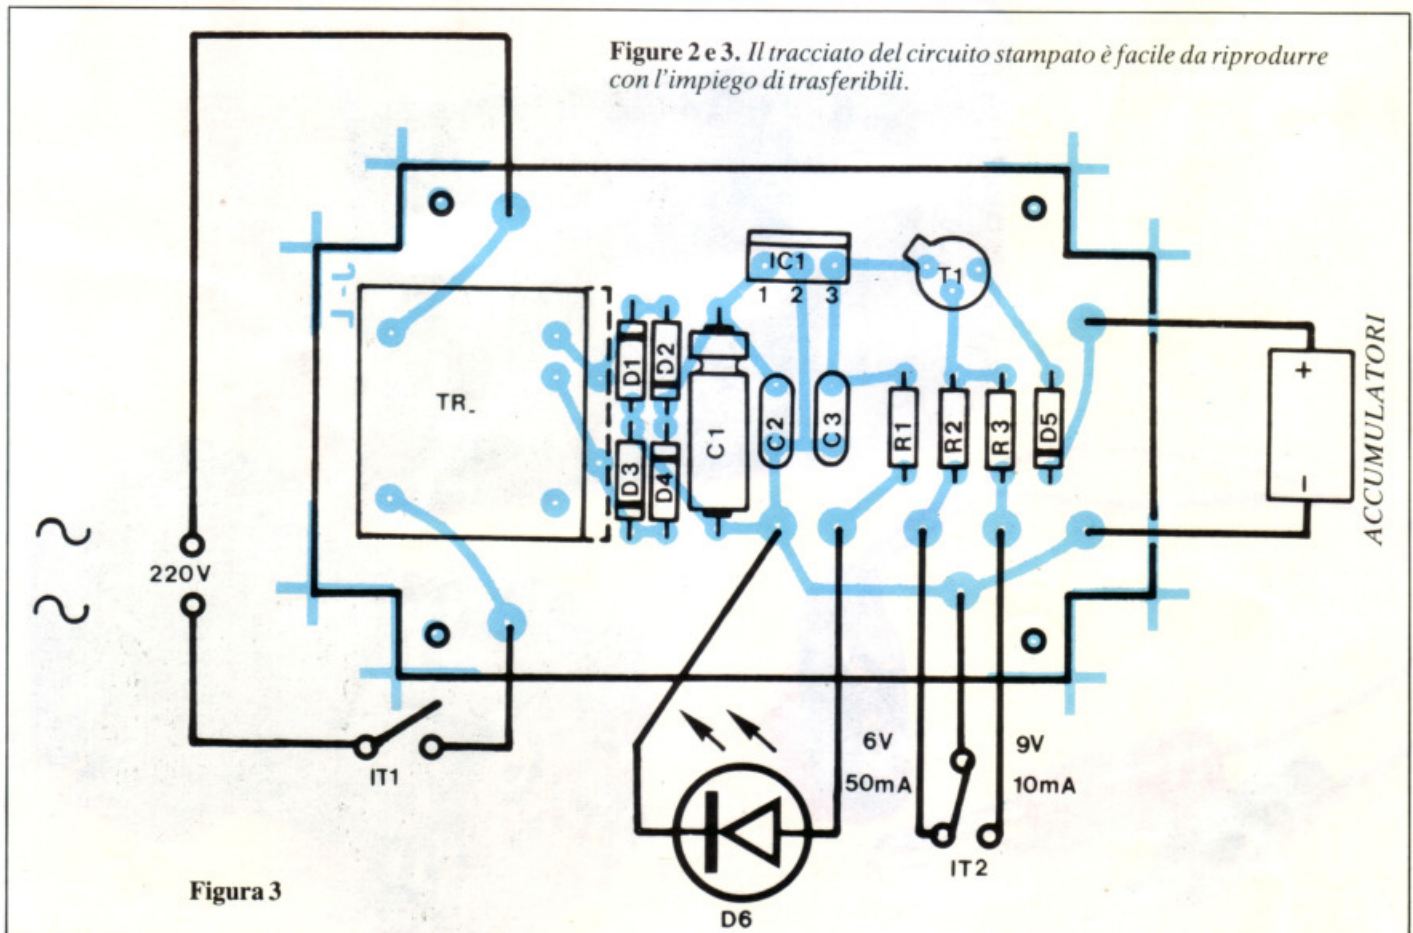 Figure 2 e 3. Il tracciato del circuito stampato è facile da riprodurre
con l'impiego di trasferibili.
J-L
IC1
1 2 3
T1
TR-
D1
D2
D3
D4
C1
C2
C3
R1
R2
R3
D5
+
-
ACCUMULATORI
220V
IT1
6V
50mA
9V
10mA
IT2
D6
Figura 3